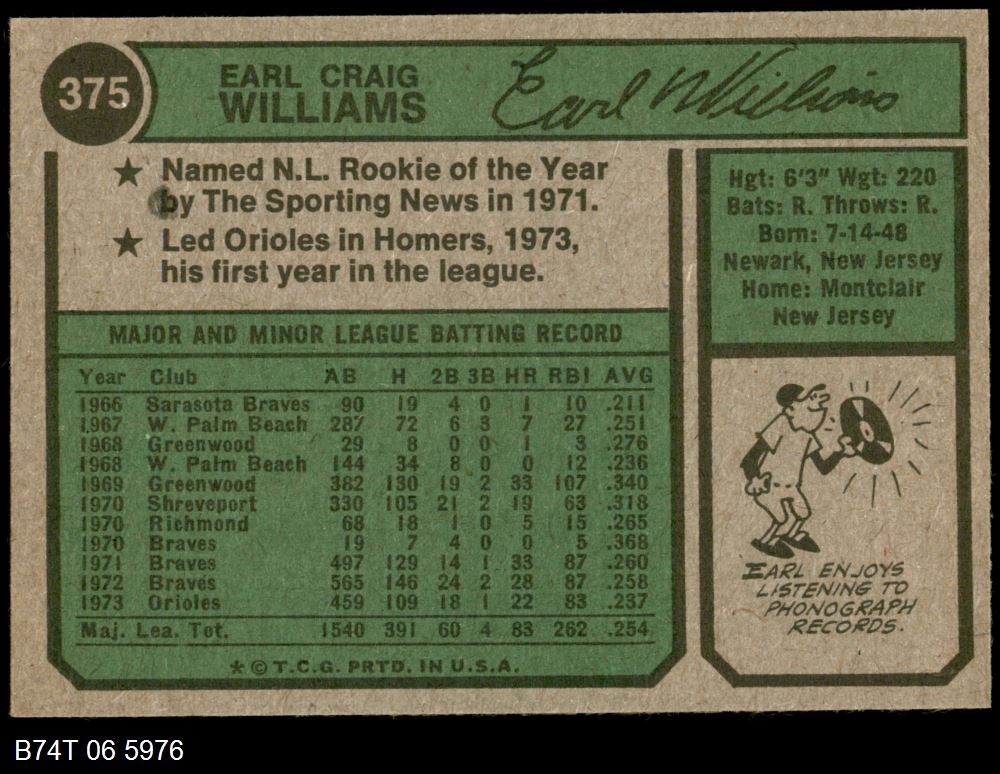 375
EARL CRAIG
WILLIAMS
Earl Williams
★ Named N.L. Rookie of the Year
by The Sporting News in 1971.
★ Led Orioles in Homers, 1973,
his first year in the league.
Hgt: 6'3" Wgt: 220
Bats: R. Throws: R.
Born: 7-14-48
Newark, New Jersey
Home: Montclair
New Jersey
MAJOR AND MINOR LEAGUE BATTING RECORD
Year Club AB H 2B 3B HR RBI AVG
1966 Sarasota Braves 90 19 4 0 1 10 .211
1967 W. Palm Beach 287 72 6 3 7 27 .251
1968 Greenwood 29 8 0 0 1 3 .276
1968 W. Palm Beach 144 34 8 0 0 12 .236
1969 Greenwood 382 130 19 2 33 107 .340
1970 Shreveport 330 105 21 2 19 63 .318
1970 Richmond 68 18 1 0 5 15 .265
1970 Braves 19 7 4 0 0 5 .368
1971 Braves 497 129 14 1 33 87 .260
1972 Braves 565 146 24 2 28 87 .258
1973 Orioles 459 109 18 1 22 83 .237
Maj. Lea. Tot. 1540 391 60 4 83 262 .254
* © T.C.G. PRTD. IN U.S.A.
EARL ENJOYS
LISTENING TO
PHONOGRAPH
RECORDS.
B74T 06 5976